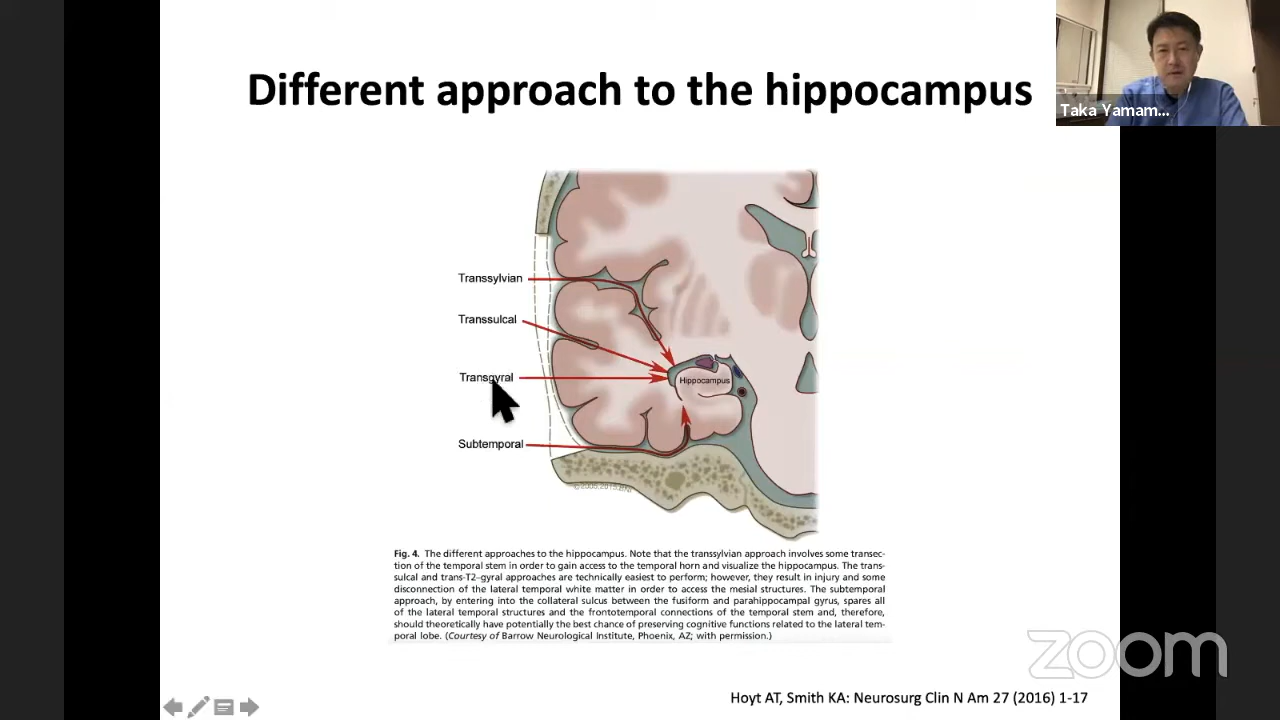 Different approach to the hippocampus
Taka Yamam...
Transsylvian
Transsulcal
Transgyral
Hippocampus
Subtemporal
Fig. 4. The different approaches to the hippocampus. Note that the transsylvian approach involves some transec-
tion of the temporal stem in order to gain access to the temporal horn and visualize the hippocampus. The trans-
sulcal and trans-T2–gyral approaches are technically easiest to perform; however, they result in injury and some
disconnection of the lateral temporal white matter in order to access the mesial structures. The subtemporal
approach, by entering into the collateral sulcus between the fusiform and parahippocampal gyrus, spares all
of the lateral temporal structures and the frontotemporal connections of the temporal stem and, therefore,
should theoretically have potentially the best chance of preserving cognitive functions related to the lateral tem-
poral lobe. (Courtesy of Barrow Neurological Institute, Phoenix, AZ; with permission.)
zoom
Hoyt AT, Smith KA: Neurosurg Clin N Am 27 (2016) 1-17